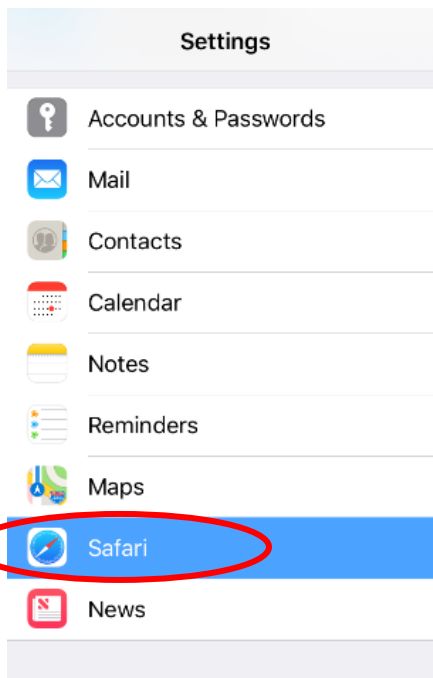 Settings
Accounts & Passwords
Mail
Contacts
Calendar
Notes
Reminders
Maps
Safari
News